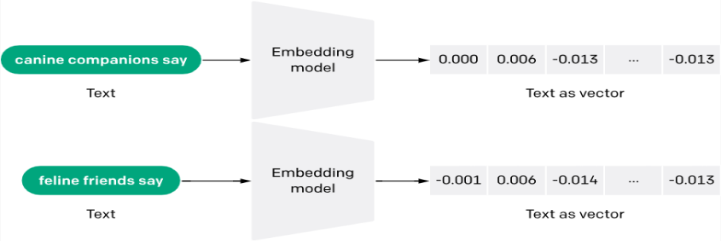 canine companions say
Embedding model
0.000 0.006 -0.013 ... -0.013
Text
Text as vector
feline friends say
Embedding model
-0.001 0.006 -0.014 ... -0.013
Text
Text as vector